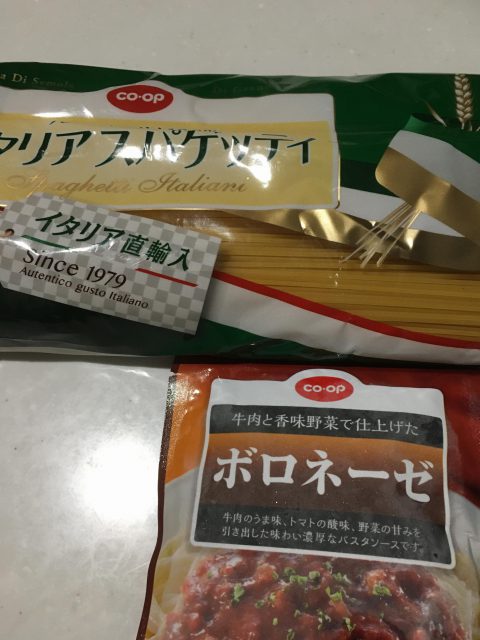 Di Semola
CO·OP
タリアスパゲッティ
Spaghetti Italiani
イタリア直輸入
Since 1979
Autentico gusto Italiano
CO·OP
牛肉と香味野菜で仕上げた
ボロネーゼ
牛肉のうま味、トマトの酸味、野菜の甘みを
引き出した味わい濃厚なパスタソースです。